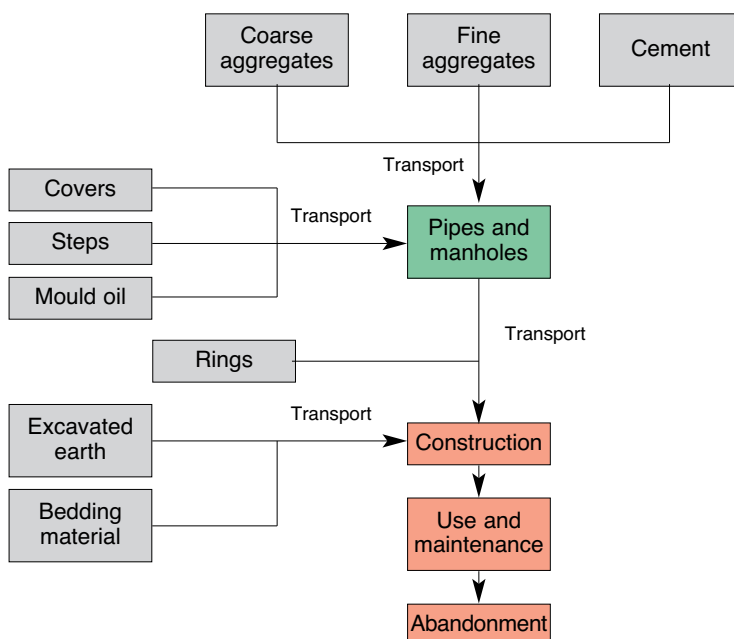 Coarse
aggregates
Fine
aggregates
Cement
Transport
Covers
Steps
Mould oil
Transport
Pipes and
manholes
Transport
Rings
Transport
Excavated
earth
Construction
Bedding
material
Use and
maintenance
Abandonment